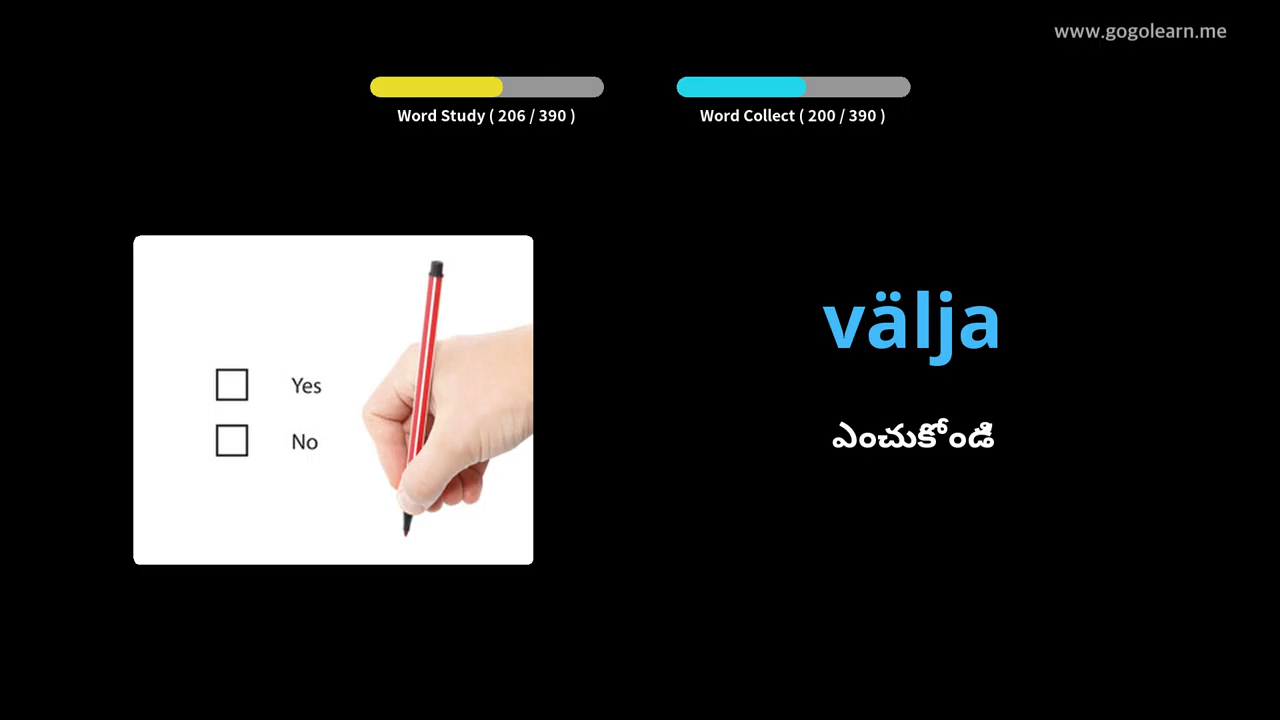 www.gogolearn.me
Word Study ( 206 / 390 )
Word Collect ( 200 / 390 )
Yes
No
välja
ఎంచుకోండి